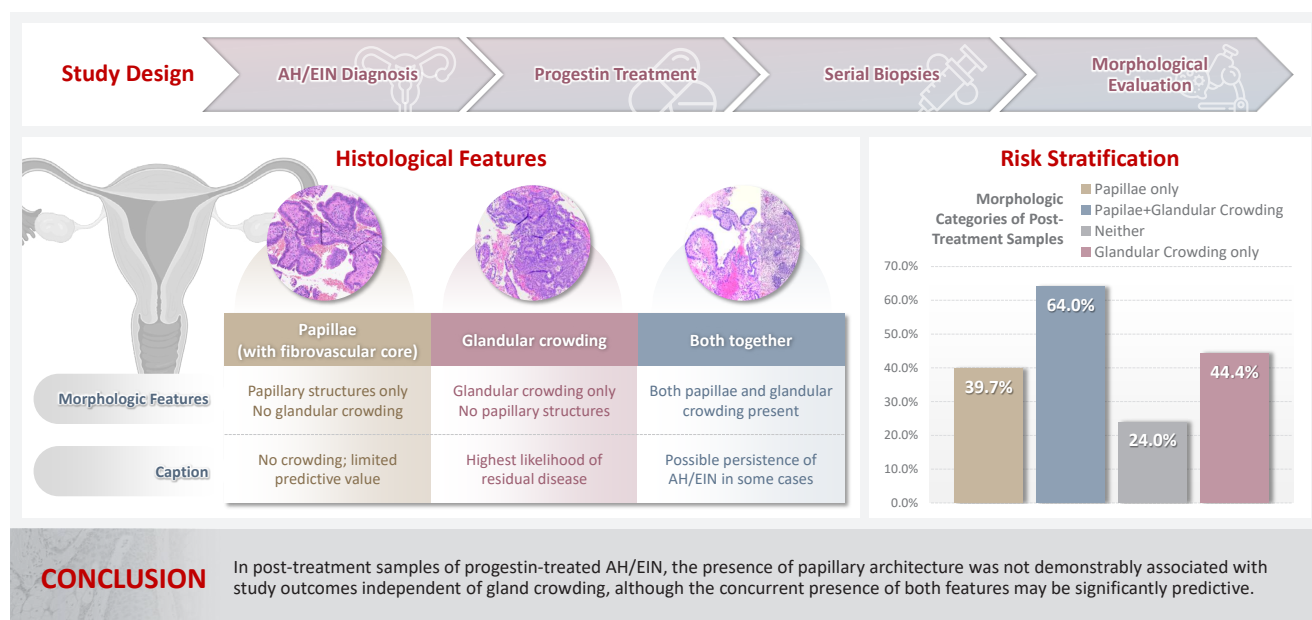 Study Design
AH/EIN Diagnosis
Progestin Treatment
Serial Biopsies
Morphological
Evaluation
Histological Features
Papillae
(with fibrovascular core)
Glandular crowding
Both together
Morphologic Features
Papillary structures only
No glandular crowding
Glandular crowding only
No papillary structures
Both papillae and glandular
crowding present
Caption
No crowding; limited
predictive value
Highest likelihood of
residual disease
Possible persistence of
AH/EIN in some cases
Risk Stratification
Morphologic
Categories of Post-
Treatment Samples
Papillae only
Papilae+Glandular Crowding
Neither
Glandular Crowding only
70.0%
60.0%
50.0%
40.0%
30.0%
20.0%
10.0%
0.0%
39.7%
64.0%
24.0%
44.4%
CONCLUSION
In post-treatment samples of progestin-treated AH/EIN, the presence of papillary architecture was not demonstrably associated with
study outcomes independent of gland crowding, although the concurrent presence of both features may be significantly predictive.